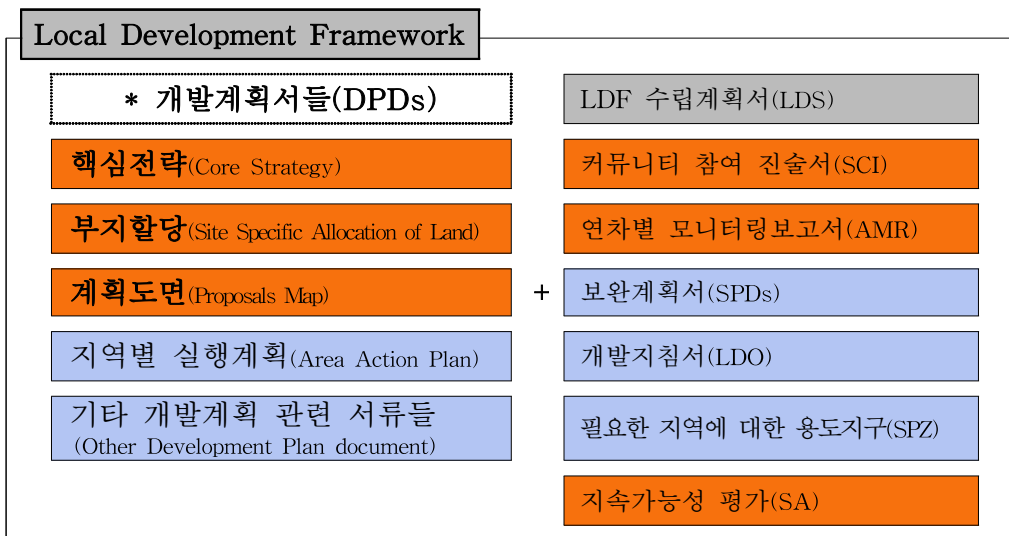 Local Development Framework
* 개발계획서들(DPDs)
핵심전략(Core Strategy)
부지할당(Site Specific Allocation of Land)
계획도면(Proposals Map)
지역별 실행계획(Area Action Plan)
기타 개발계획 관련 서류들
(Other Development Plan document)
+
LDF 수립계획서(LDS)
커뮤니티 참여 진술서(SCI)
연차별 모니터링보고서(AMR)
보완계획서(SPDs)
개발지침서(LDO)
필요한 지역에 대한 용도지구(SPZ)
지속가능성 평가(SA)